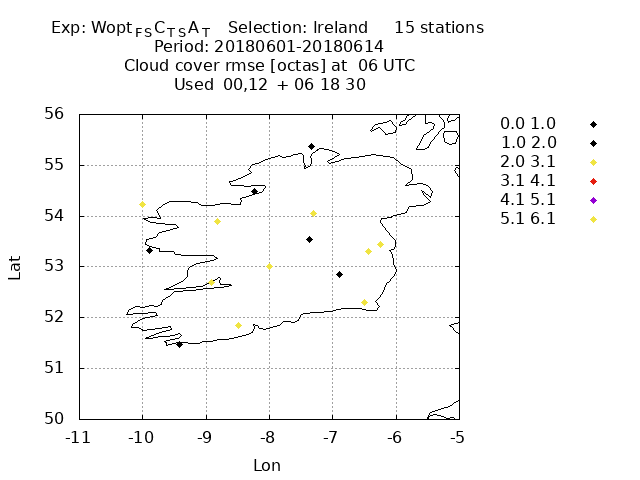 Exp: Wopt_FSC_TSA_T Selection: Ireland 15 stations
Period: 20180601-20180614
Cloud cover rmse [octas] at 06 UTC
Used 00,12 + 06 18 30
56
55
54
53
52
51
50
-11 -10 -9 -8 -7 -6 -5
Lat
Lon
0.0 1.0
1.0 2.0
2.0 3.1
3.1 4.1
4.1 5.1
5.1 6.1